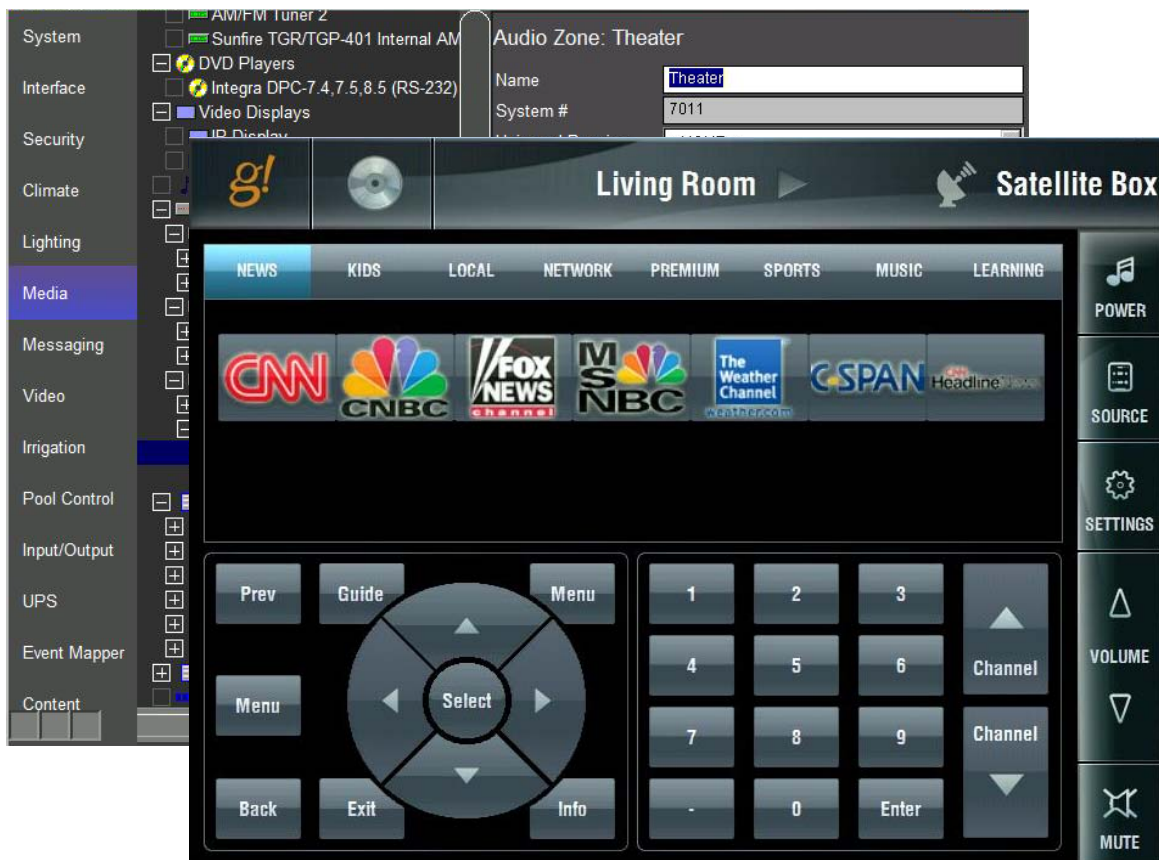 System
Interface
Security
Climate
Lighting
Media
Messaging
Video
Irrigation
Pool Control
Input/Output
UPS
Event Mapper
Content
AM/FM Tuner 2
Sunfire TGR/TGP-401 Internal AM
DVD Players
Integra DPC-7.4,7.5,8.5 (RS-232)
Video Displays
IR Display
Audio Zone: Theater
Name Theater
System # 7011
g! Living Room Satellite Box
NEWS KIDS LOCAL NETWORK PREMIUM SPORTS MUSIC LEARNING
CNN CNBC FOX NEWS channel MSNBC The Weather Channel weather.com C-SPAN CNN Headline News
Prev Guide Menu
Menu Select
Back Exit Info
1 2 3
4 5 6
7 8 9
- 0 Enter
Channel
Channel
POWER
SOURCE
SETTINGS
VOLUME
MUTE